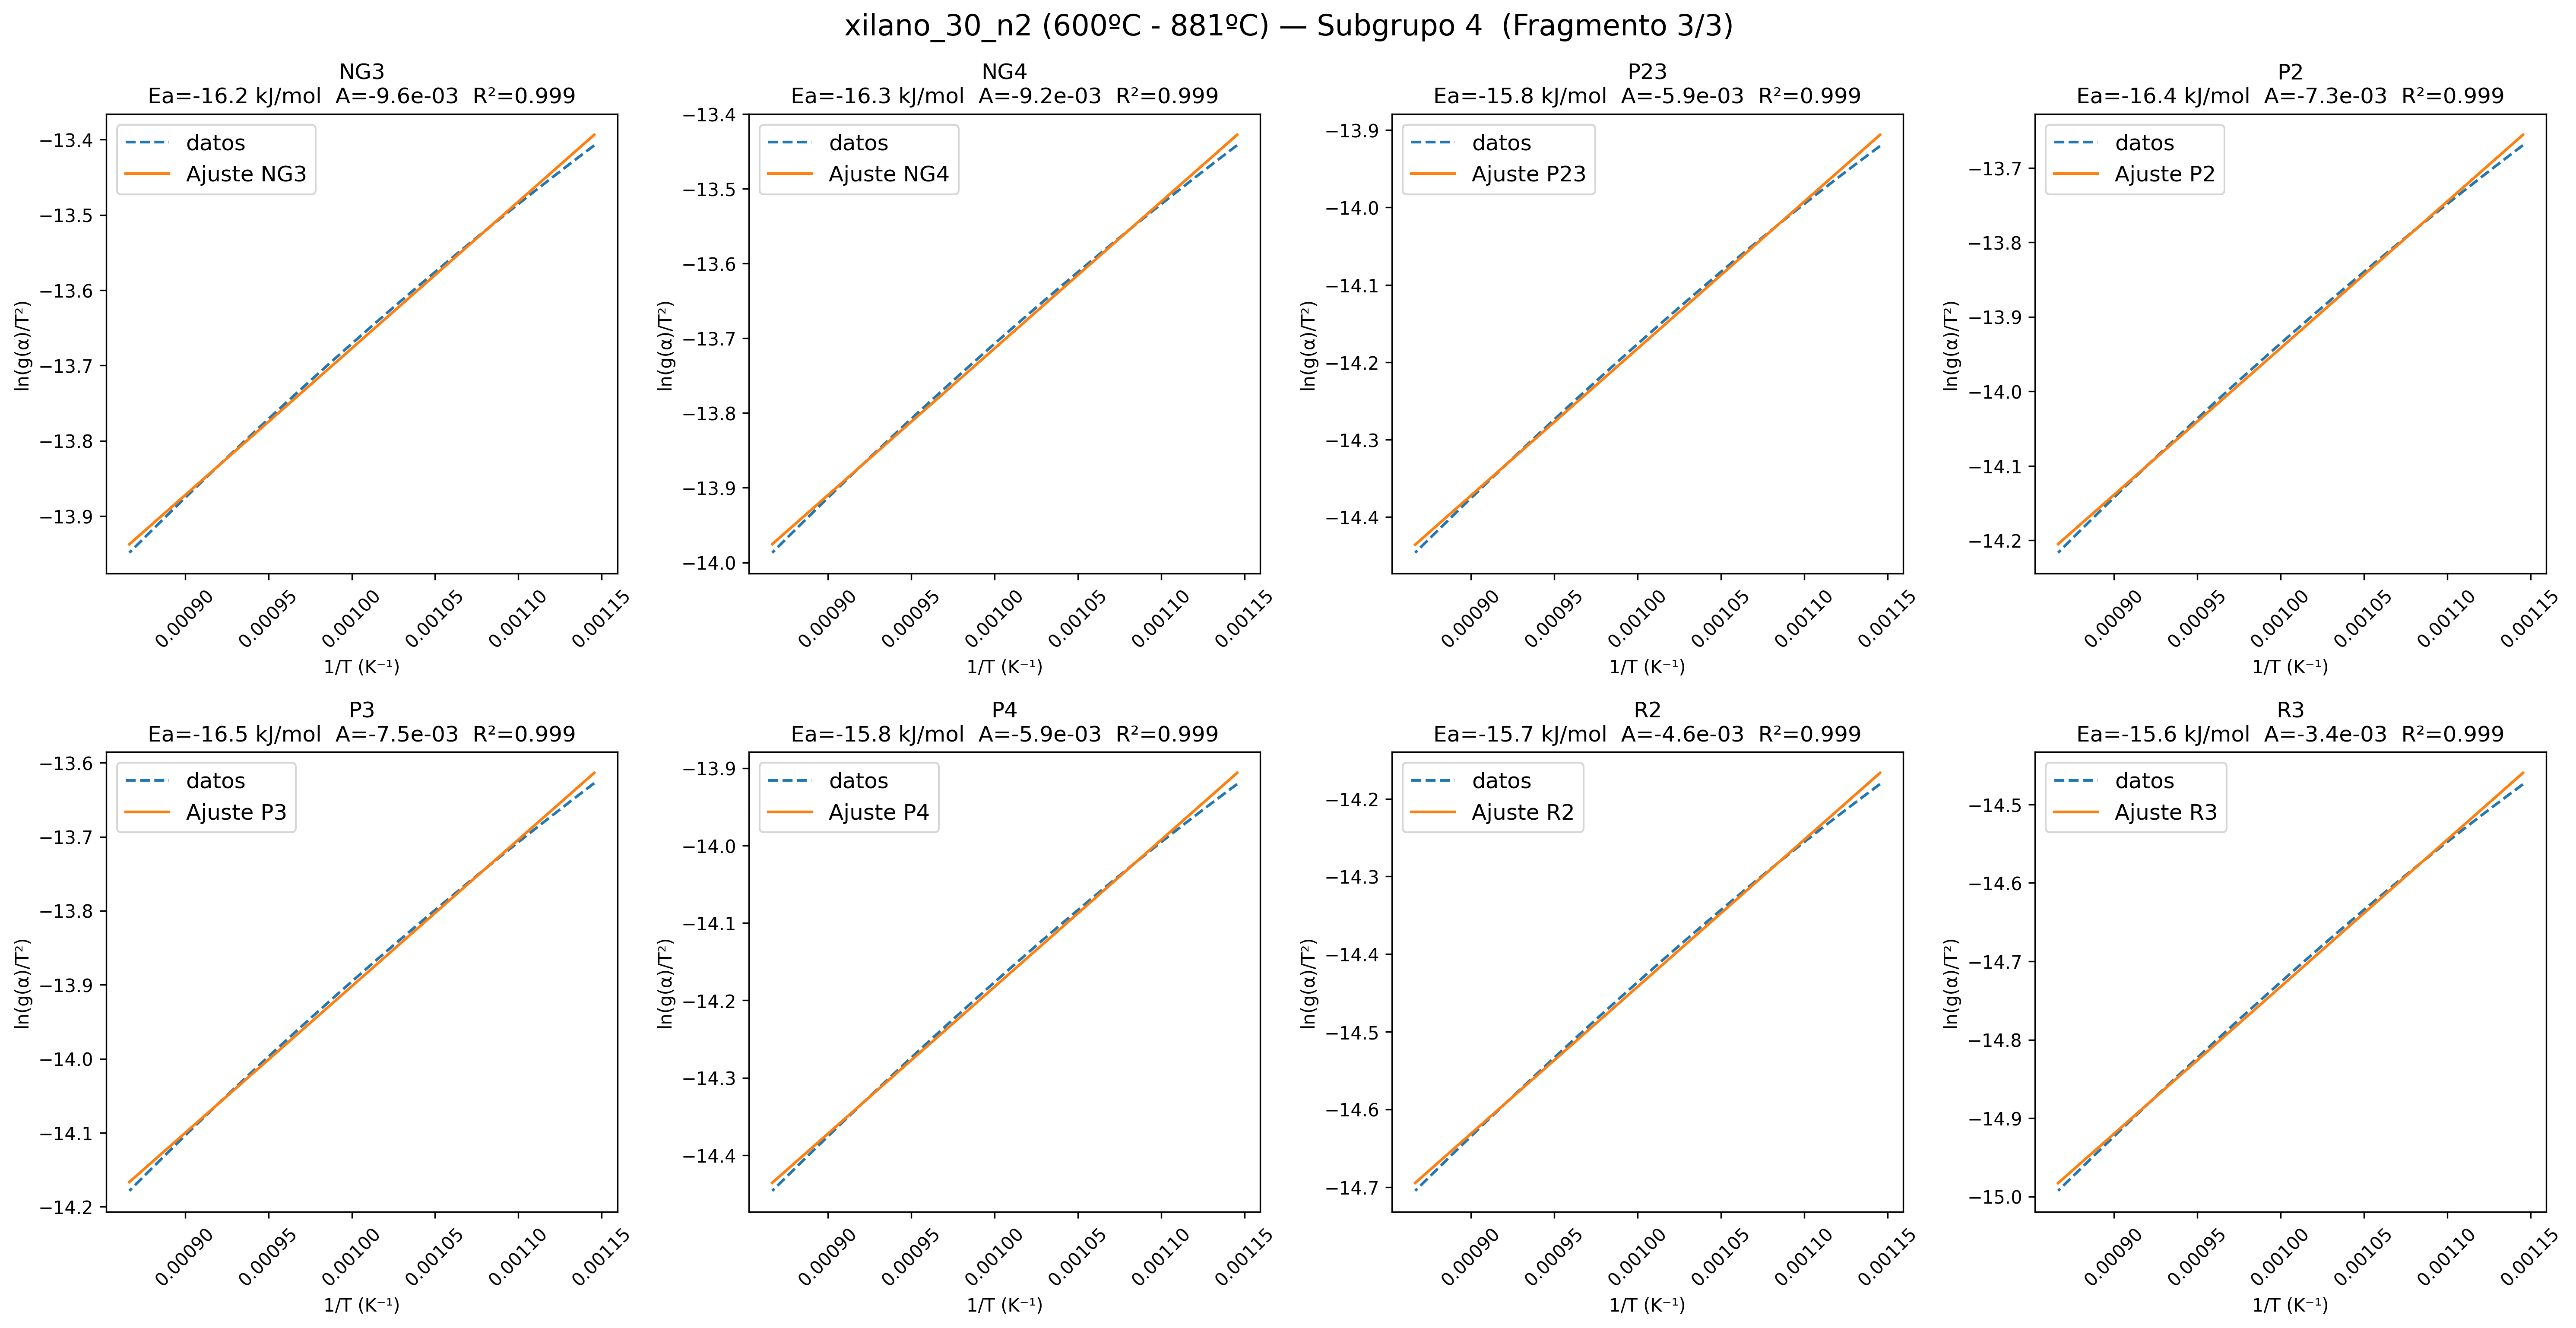 xilano_30_n2 (600ºC - 881ºC) — Subgrupo 4  (Fragmento 3/3)
NG3
Ea=-16.2 kJ/mol  A=-9.6e-03  R²=0.999
datos
Ajuste NG3
ln(g(α)/T²)
−13.4
−13.5
−13.6
−13.7
−13.8
−13.9
0.00090
0.00095
0.00100
0.00105
0.00110
0.00115
1/T (K⁻¹)
NG4
Ea=-16.3 kJ/mol  A=-9.2e-03  R²=0.999
datos
Ajuste NG4
ln(g(α)/T²)
−13.4
−13.5
−13.6
−13.7
−13.8
−13.9
−14.0
0.00090
0.00095
0.00100
0.00105
0.00110
0.00115
1/T (K⁻¹)
P23
Ea=-15.8 kJ/mol  A=-5.9e-03  R²=0.999
datos
Ajuste P23
ln(g(α)/T²)
−13.9
−14.0
−14.1
−14.2
−14.3
−14.4
0.00090
0.00095
0.00100
0.00105
0.00110
0.00115
1/T (K⁻¹)
P2
Ea=-16.4 kJ/mol  A=-7.3e-03  R²=0.999
datos
Ajuste P2
ln(g(α)/T²)
−13.7
−13.8
−13.9
−14.0
−14.1
−14.2
0.00090
0.00095
0.00100
0.00105
0.00110
0.00115
1/T (K⁻¹)
P3
Ea=-16.5 kJ/mol  A=-7.5e-03  R²=0.999
datos
Ajuste P3
ln(g(α)/T²)
−13.6
−13.7
−13.8
−13.9
−14.0
−14.1
−14.2
0.00090
0.00095
0.00100
0.00105
0.00110
0.00115
1/T (K⁻¹)
P4
Ea=-15.8 kJ/mol  A=-5.9e-03  R²=0.999
datos
Ajuste P4
ln(g(α)/T²)
−13.9
−14.0
−14.1
−14.2
−14.3
−14.4
0.00090
0.00095
0.00100
0.00105
0.00110
0.00115
1/T (K⁻¹)
R2
Ea=-15.7 kJ/mol  A=-4.6e-03  R²=0.999
datos
Ajuste R2
ln(g(α)/T²)
−14.2
−14.3
−14.4
−14.5
−14.6
−14.7
0.00090
0.00095
0.00100
0.00105
0.00110
0.00115
1/T (K⁻¹)
R3
Ea=-15.6 kJ/mol  A=-3.4e-03  R²=0.999
datos
Ajuste R3
ln(g(α)/T²)
−14.5
−14.6
−14.7
−14.8
−14.9
−15.0
0.00090
0.00095
0.00100
0.00105
0.00110
0.00115
1/T (K⁻¹)